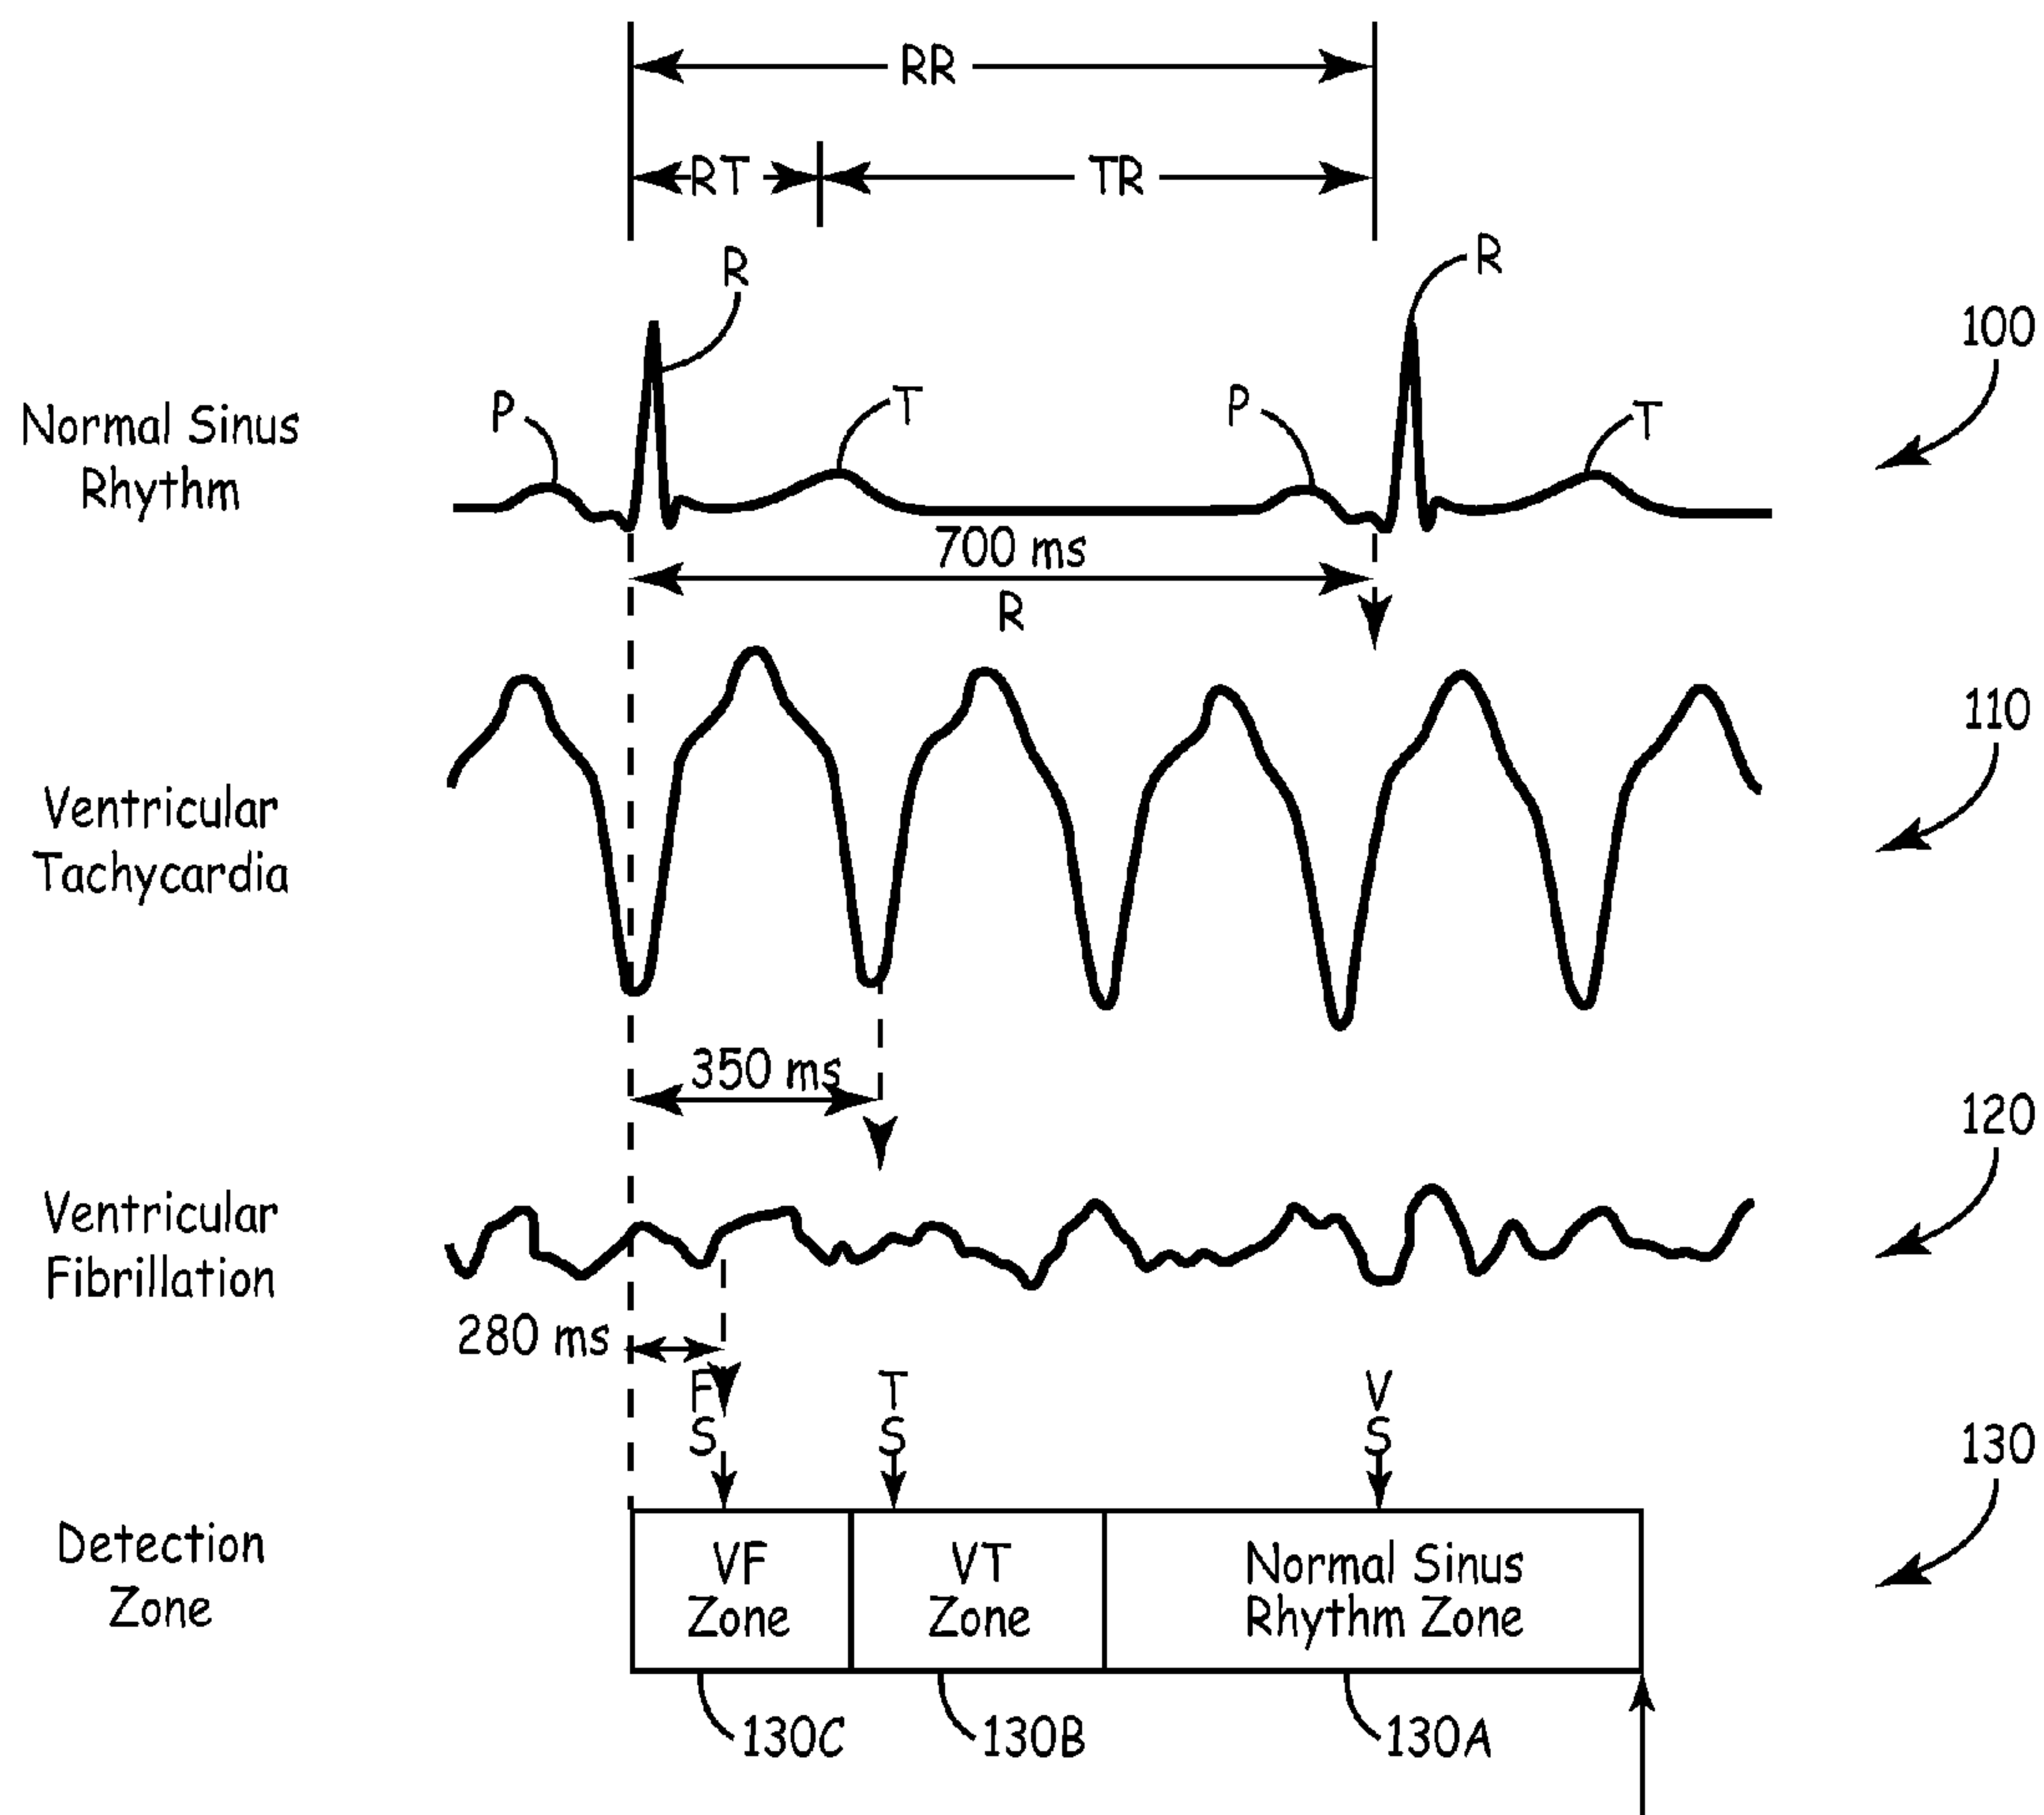 RR
RT TR
R R
100
P T P T
Normal Sinus
Rhythm
700 ms
R
110
Ventricular
Tachycardia
350 ms
120
Ventricular
Fibrillation
280 ms
F T V
S S S
130
Detection
Zone
VF
Zone
VT
Zone
Normal Sinus
Rhythm Zone
130C 130B 130A